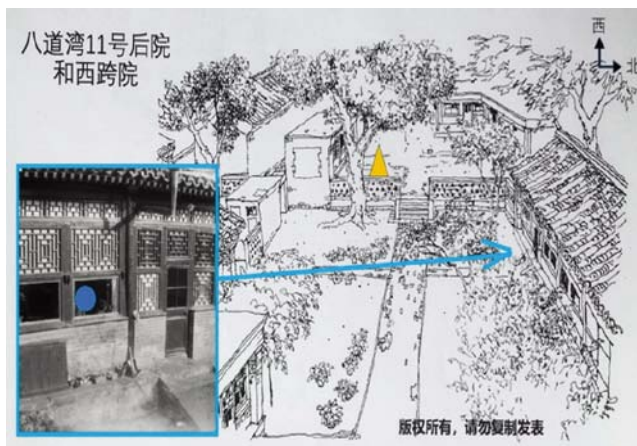 八道湾11号后院
和西跨院
西
北
版权所有，请勿复制发表